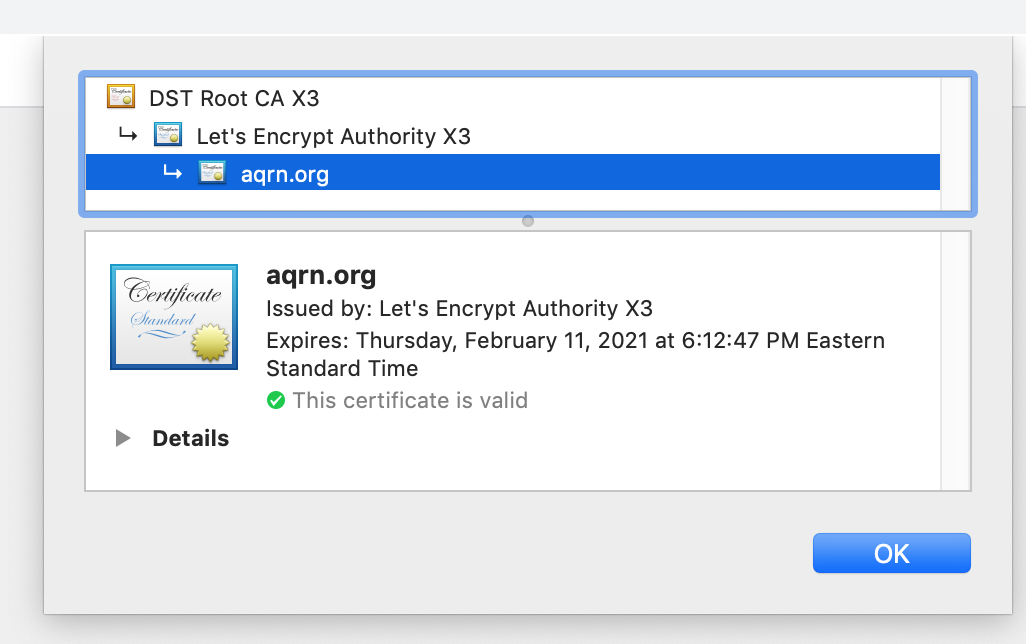 DST Root CA X3
Let's Encrypt Authority X3
aqrn.org
Certificate
Standard
aqrn.org
Issued by: Let's Encrypt Authority X3
Expires: Thursday, February 11, 2021 at 6:12:47 PM Eastern
Standard Time
This certificate is valid
Details
OK